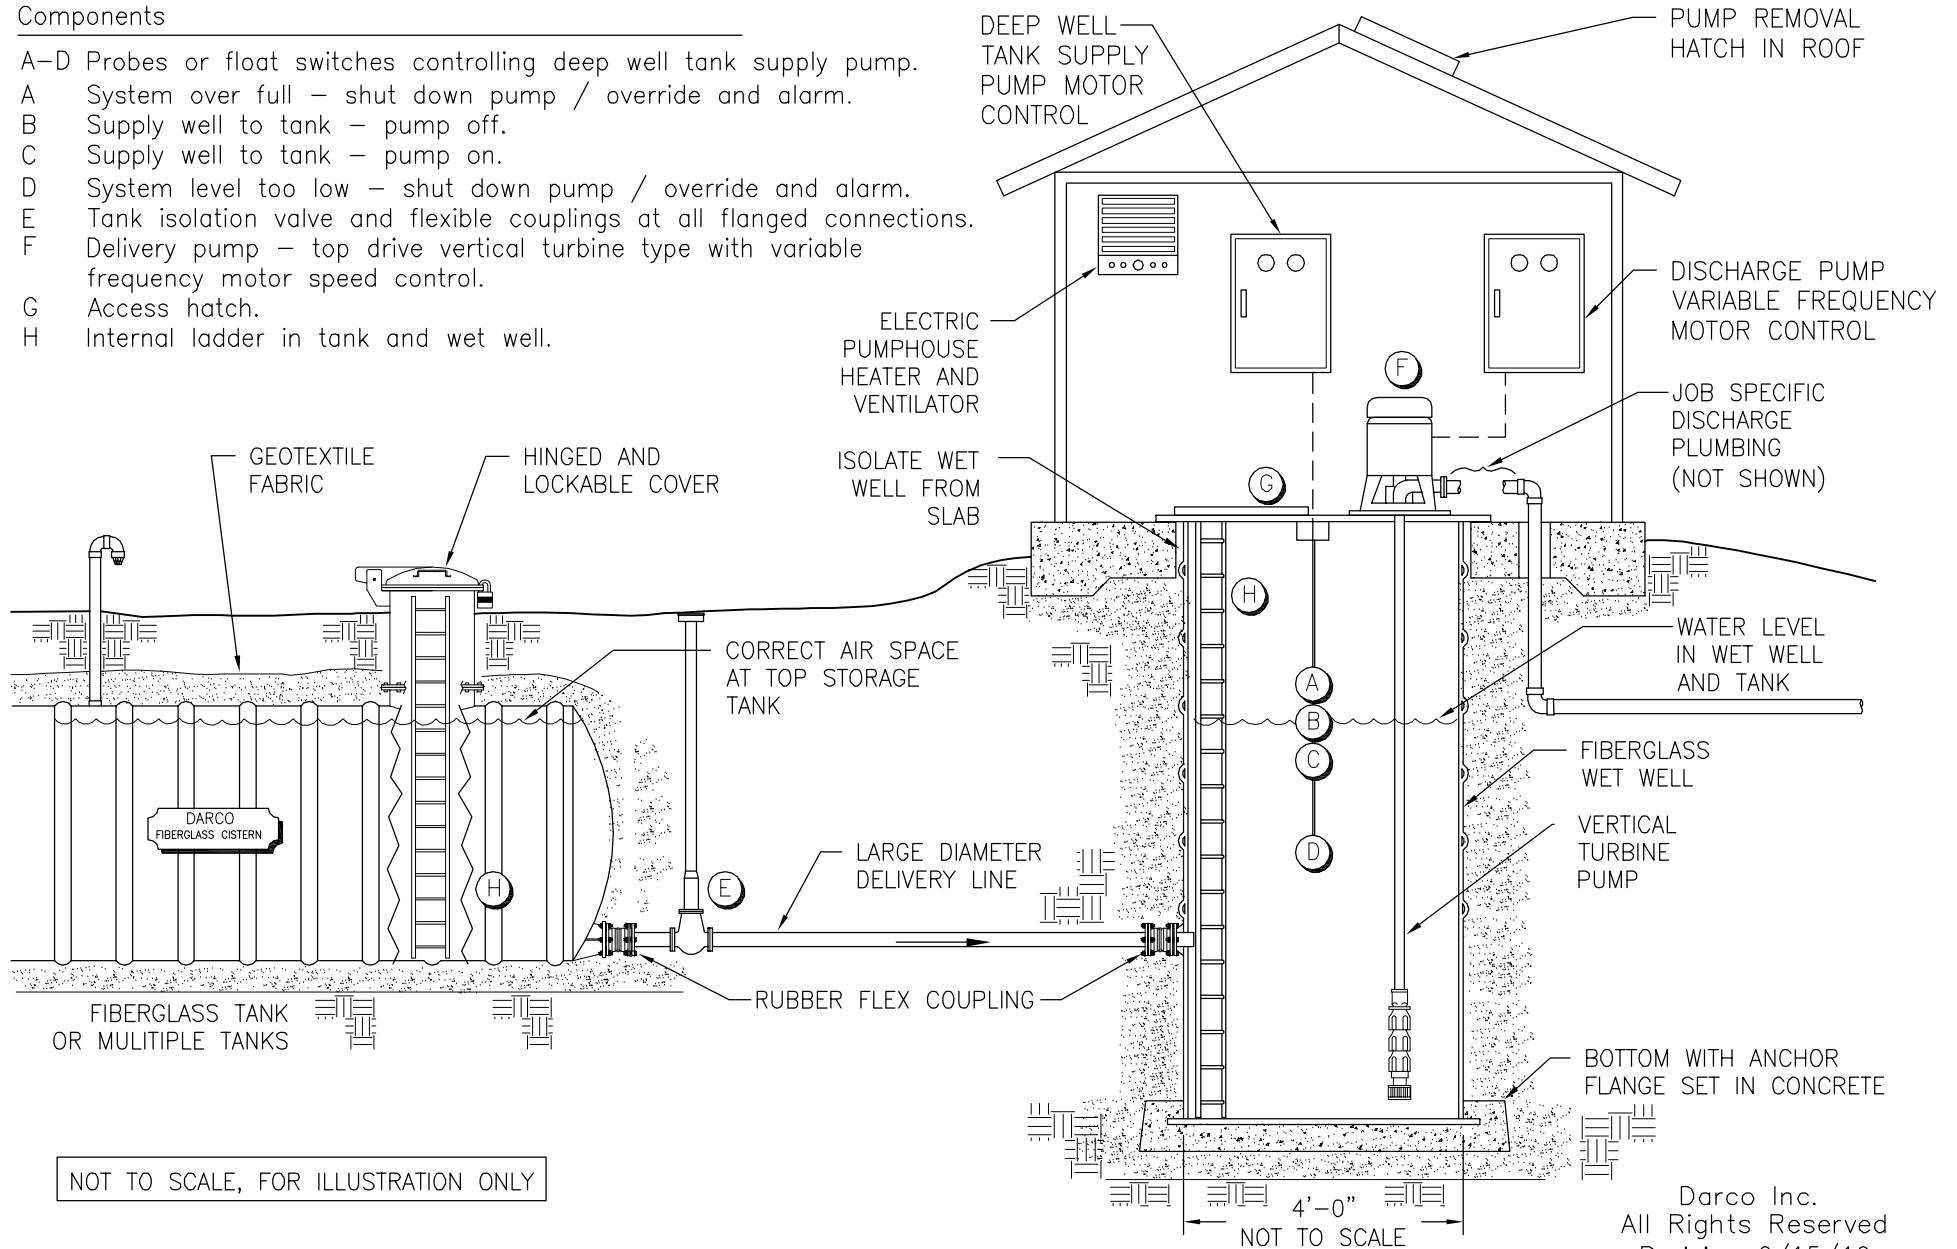 Components
A-D Probes or float switches controlling deep well tank supply pump.
A System over full – shut down pump / override and alarm.
B Supply well to tank – pump off.
C Supply well to tank – pump on.
D System level too low – shut down pump / override and alarm.
E Tank isolation valve and flexible couplings at all flanged connections.
F Delivery pump – top drive vertical turbine type with variable
frequency motor speed control.
G Access hatch.
H Internal ladder in tank and wet well.
DEEP WELL
TANK SUPPLY
PUMP MOTOR
CONTROL
PUMP REMOVAL
HATCH IN ROOF
DISCHARGE PUMP
VARIABLE FREQUENCY
MOTOR CONTROL
ELECTRIC
PUMPHOUSE
HEATER AND
VENTILATOR
F
JOB SPECIFIC
DISCHARGE
PLUMBING
(NOT SHOWN)
GEOTEXTILE
FABRIC
HINGED AND
LOCKABLE COVER
ISOLATE WET
WELL FROM
SLAB
G
H
CORRECT AIR SPACE
AT TOP STORAGE
TANK
WATER LEVEL
IN WET WELL
AND TANK
A
B
C
D
FIBERGLASS
WET WELL
DARCO
FIBERGLASS CISTERN
VERTICAL
TURBINE
PUMP
H
E
LARGE DIAMETER
DELIVERY LINE
RUBBER FLEX COUPLING
FIBERGLASS TANK
OR MULITIPLE TANKS
BOTTOM WITH ANCHOR
FLANGE SET IN CONCRETE
NOT TO SCALE, FOR ILLUSTRATION ONLY
4'-0"
NOT TO SCALE
Darco Inc.
All Rights Reserved